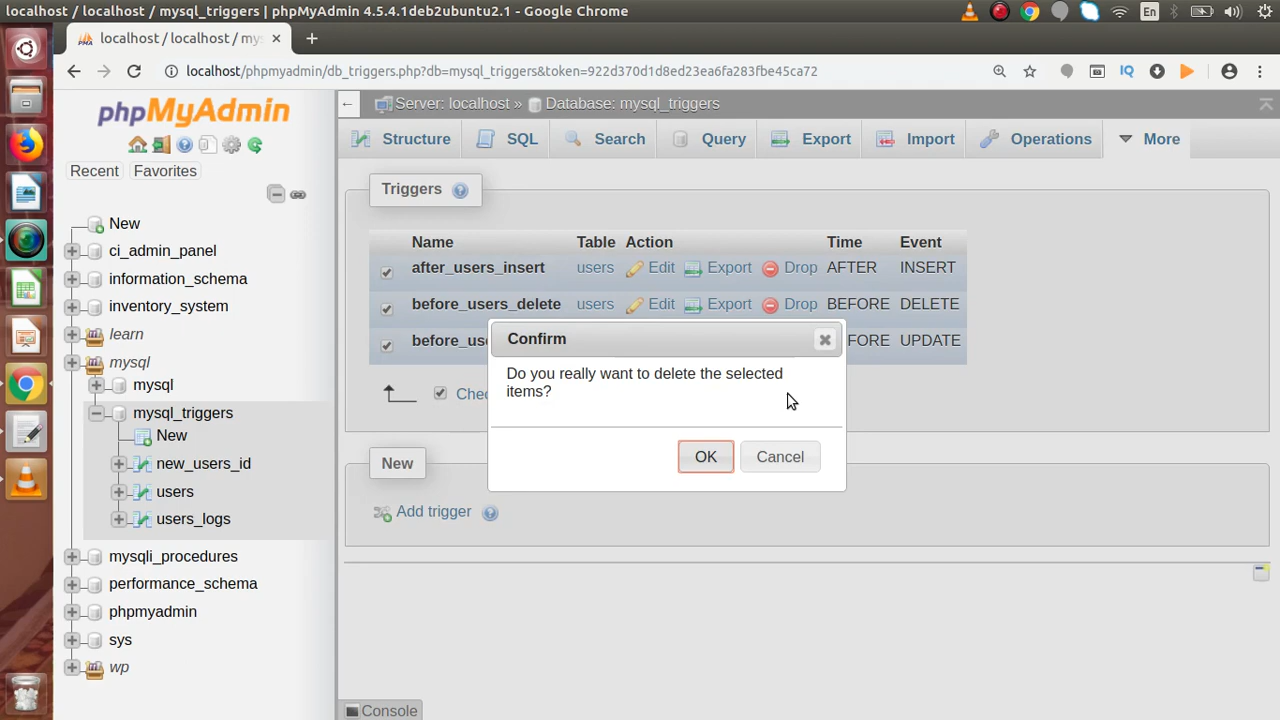 localhost / localhost / mysql_triggers | phpMyAdmin 4.5.4.1deb2ubuntu2.1 - Google Chrome
En
localhost / localhost / my
localhost/phpmyadmin/db_triggers.php?db=mysql_triggers&token=922d370d1d8ed23ea6fa283fbe45ca72
IQ
phpMyAdmin
Recent
Favorites
New
ci_admin_panel
information_schema
inventory_system
learn
mysql
mysql
mysql_triggers
New
new_users_id
users
users_logs
mysqli_procedures
performance_schema
phpmyadmin
sys
wp
Server: localhost » Database: mysql_triggers
Structure
SQL
Search
Query
Export
Import
Operations
More
Triggers
Name Table Action Time Event
after_users_insert users Edit Export Drop AFTER INSERT
before_users_delete users Edit Export Drop BEFORE DELETE
before_us FORE UPDATE
Chec
Confirm
Do you really want to delete the selected
items?
OK
Cancel
New
Add trigger
Console